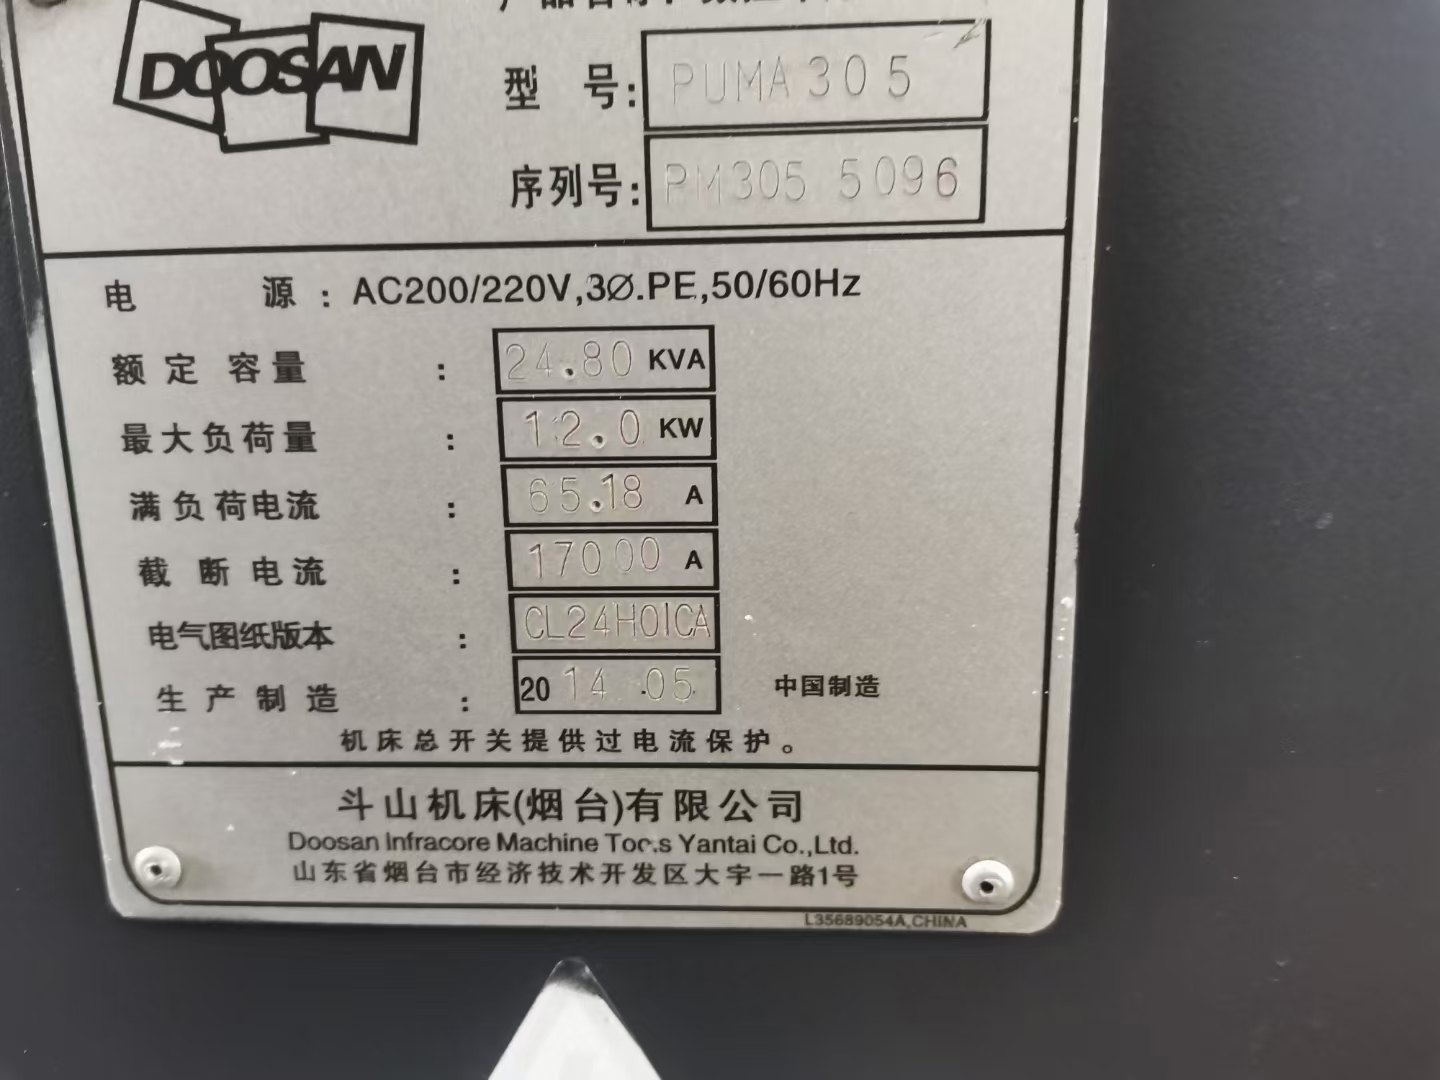 DOOSAN
型 号: PUMA 305
序列号: PM305 5096
电 源 : AC200/220V,3Ø.PE,50/60Hz
额定容量 : 24.80 KVA
最大负荷量 : 12.0 KW
满负荷电流 : 65.18 A
截断电流 : 17000 A
电气图纸版本 : CL24H01CA
生产制造 : 2014.05 中国制造
机床总开关提供过电流保护。
斗山机床(烟台)有限公司
Doosan Infracore Machine Tools Yantai Co.,Ltd.
山东省烟台市经济技术开发区大宇一路1号
L35689054A,CHINA